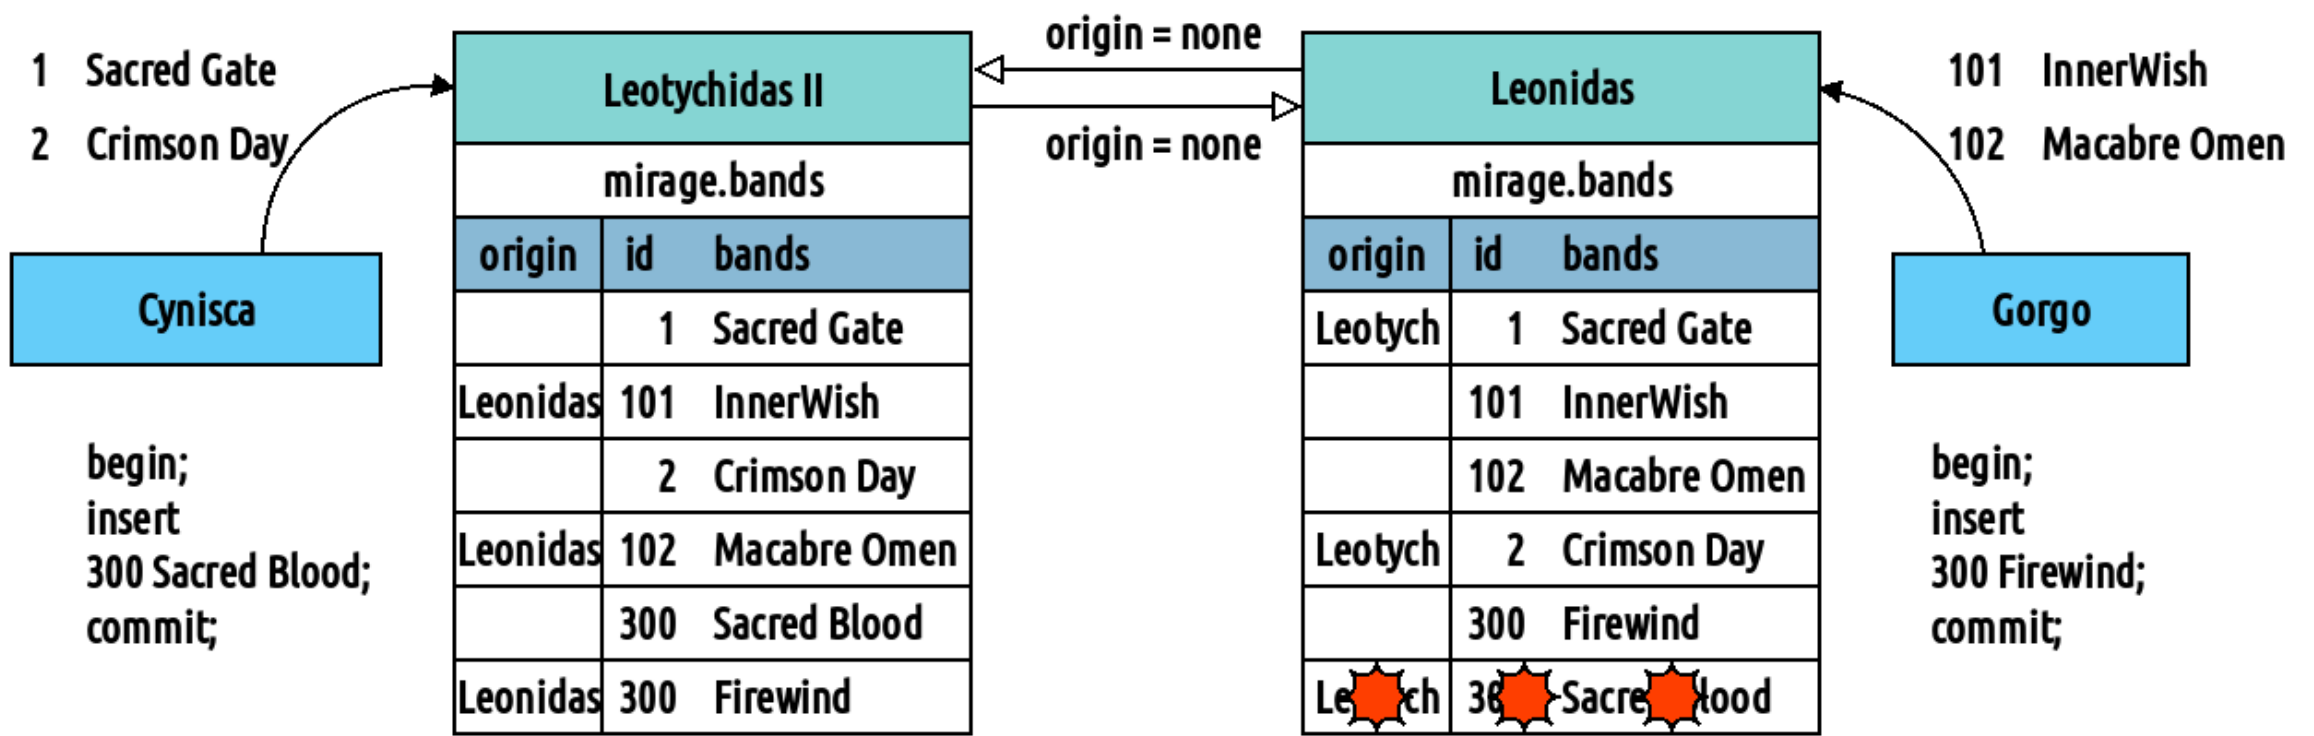 1 Sacred Gate
2 Crimson Day
Cynisca
begin;
insert
300 Sacred Blood;
commit;
Leotychidas II
mirage.bands
origin id bands
1 Sacred Gate
Leonidas 101 InnerWish
2 Crimson Day
Leonidas 102 Macabre Omen
300 Sacred Blood
Leonidas 300 Firewind
origin = none
origin = none
Leonidas
mirage.bands
origin id bands
Leotych 1 Sacred Gate
101 InnerWish
102 Macabre Omen
Leotych 2 Crimson Day
300 Firewind
101 InnerWish
102 Macabre Omen
Gorgo
begin;
insert
300 Firewind;
commit;